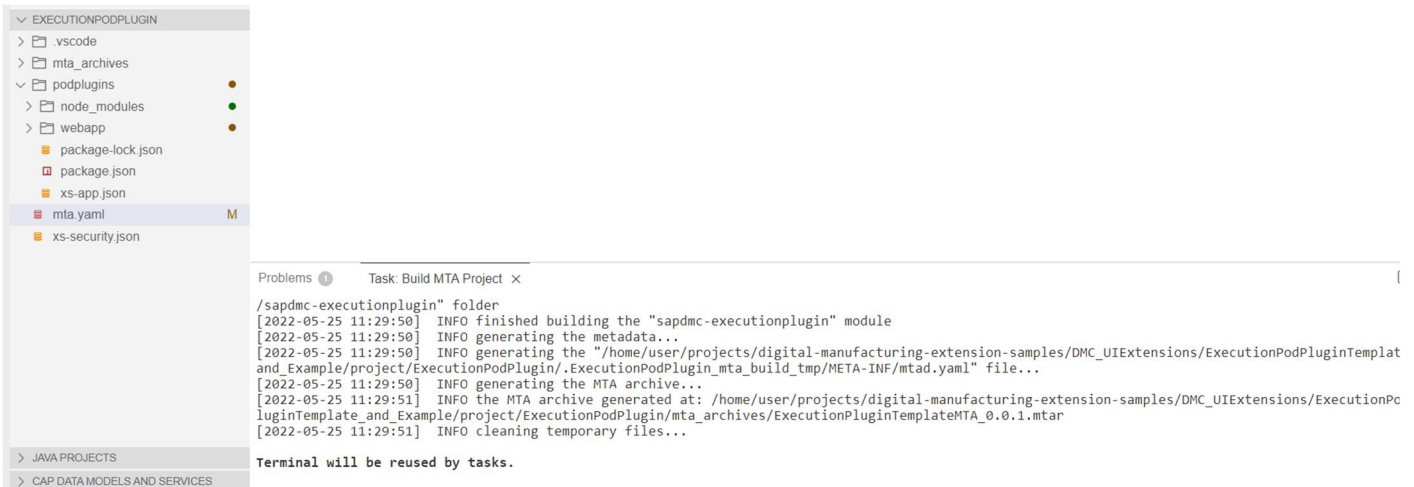 EXECUTIONPODPLUGIN
.vscode
mta_archives
podplugins
node_modules
webapp
package-lock.json
package.json
xs-app.json
mta.yaml M
xs-security.json
JAVA PROJECTS
CAP DATA MODELS AND SERVICES
Problems 1 Task: Build MTA Project ×
/sapdmc-executionplugin" folder
[2022-05-25 11:29:50] INFO finished building the "sapdmc-executionplugin" module
[2022-05-25 11:29:50] INFO generating the metadata...
[2022-05-25 11:29:50] INFO generating the "/home/user/projects/digital-manufacturing-extension-samples/DMC_UIExtensions/ExecutionPodPluginTemplat
and_Example/project/ExecutionPodPlugin/.ExecutionPodPlugin_mta_build_tmp/META-INF/mtad.yaml" file...
[2022-05-25 11:29:50] INFO generating the MTA archive...
[2022-05-25 11:29:51] INFO the MTA archive generated at: /home/user/projects/digital-manufacturing-extension-samples/DMC_UIExtensions/ExecutionPo
luginTemplate_and_Example/project/ExecutionPodPlugin/mta_archives/ExecutionPluginTemplateMTA_0.0.1.mtar
[2022-05-25 11:29:51] INFO cleaning temporary files...
Terminal will be reused by tasks.